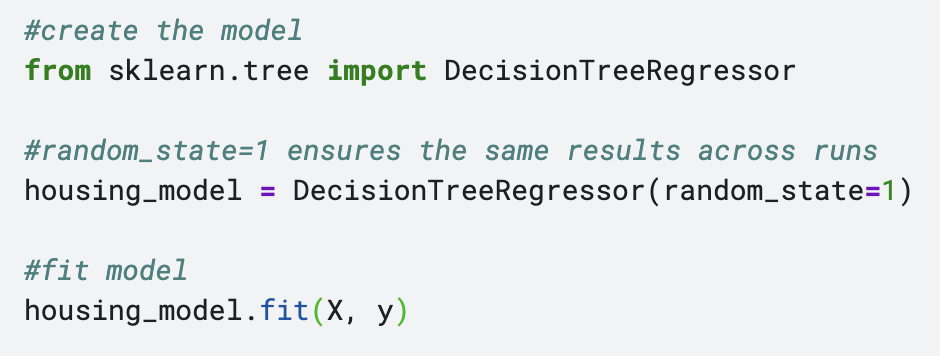 #create the model
from sklearn.tree import DecisionTreeRegressor
#random_state=1 ensures the same results across runs
housing_model = DecisionTreeRegressor(random_state=1)
#fit model
housing_model.fit(X, y)